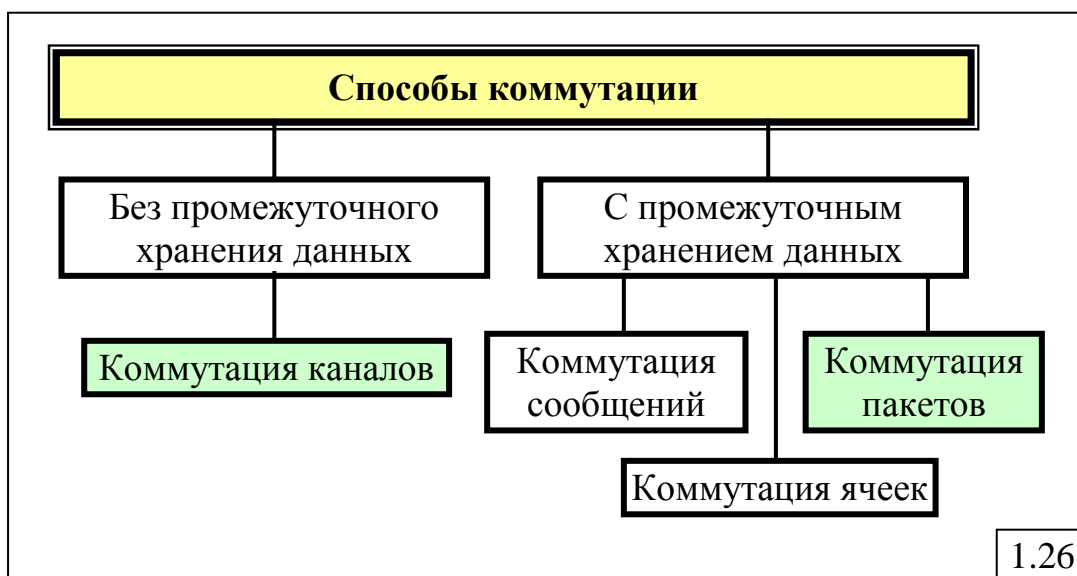 Способы коммутации
Без промежуточного
хранения данных
С промежуточным
хранением данных
Коммутация каналов
Коммутация
сообщений
Коммутация
пакетов
Коммутация ячеек
1.26